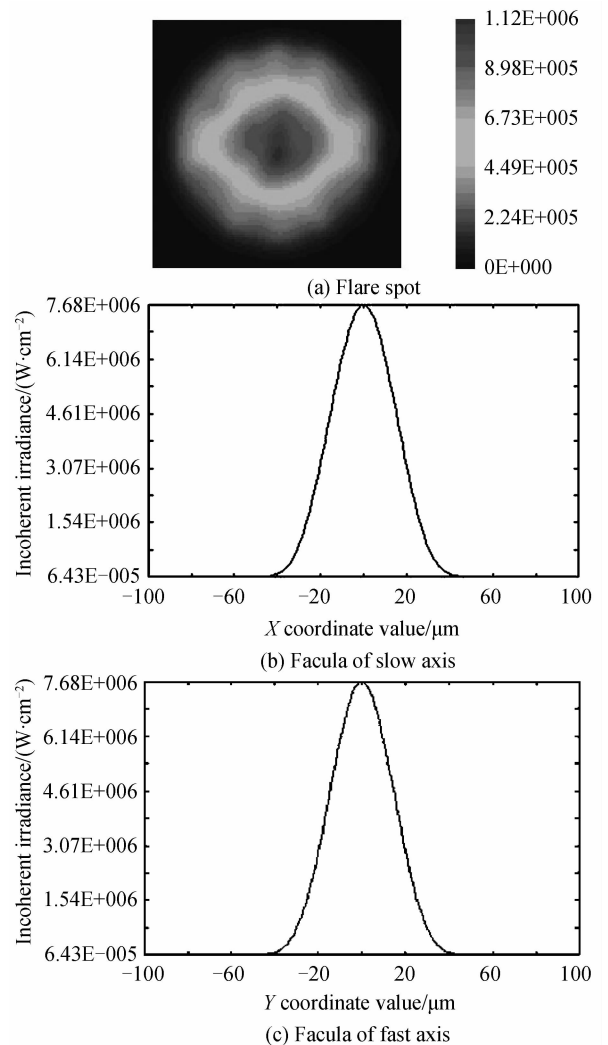 1.12E+006
8.98E+005
6.73E+005
4.49E+005
2.24E+005
0E+000
(a) Flare spot
Incoherent irradiance/(W·cm⁻²)
7.68E+006
6.14E+006
4.61E+006
3.07E+006
1.54E+006
6.43E−005
−100 −60 −20 20 60 100
X coordinate value/μm
(b) Facula of slow axis
Incoherent irradiance/(W·cm⁻²)
7.68E+006
6.14E+006
4.61E+006
3.07E+006
1.54E+006
6.43E−005
−100 −60 −20 20 60 100
Y coordinate value/μm
(c) Facula of fast axis